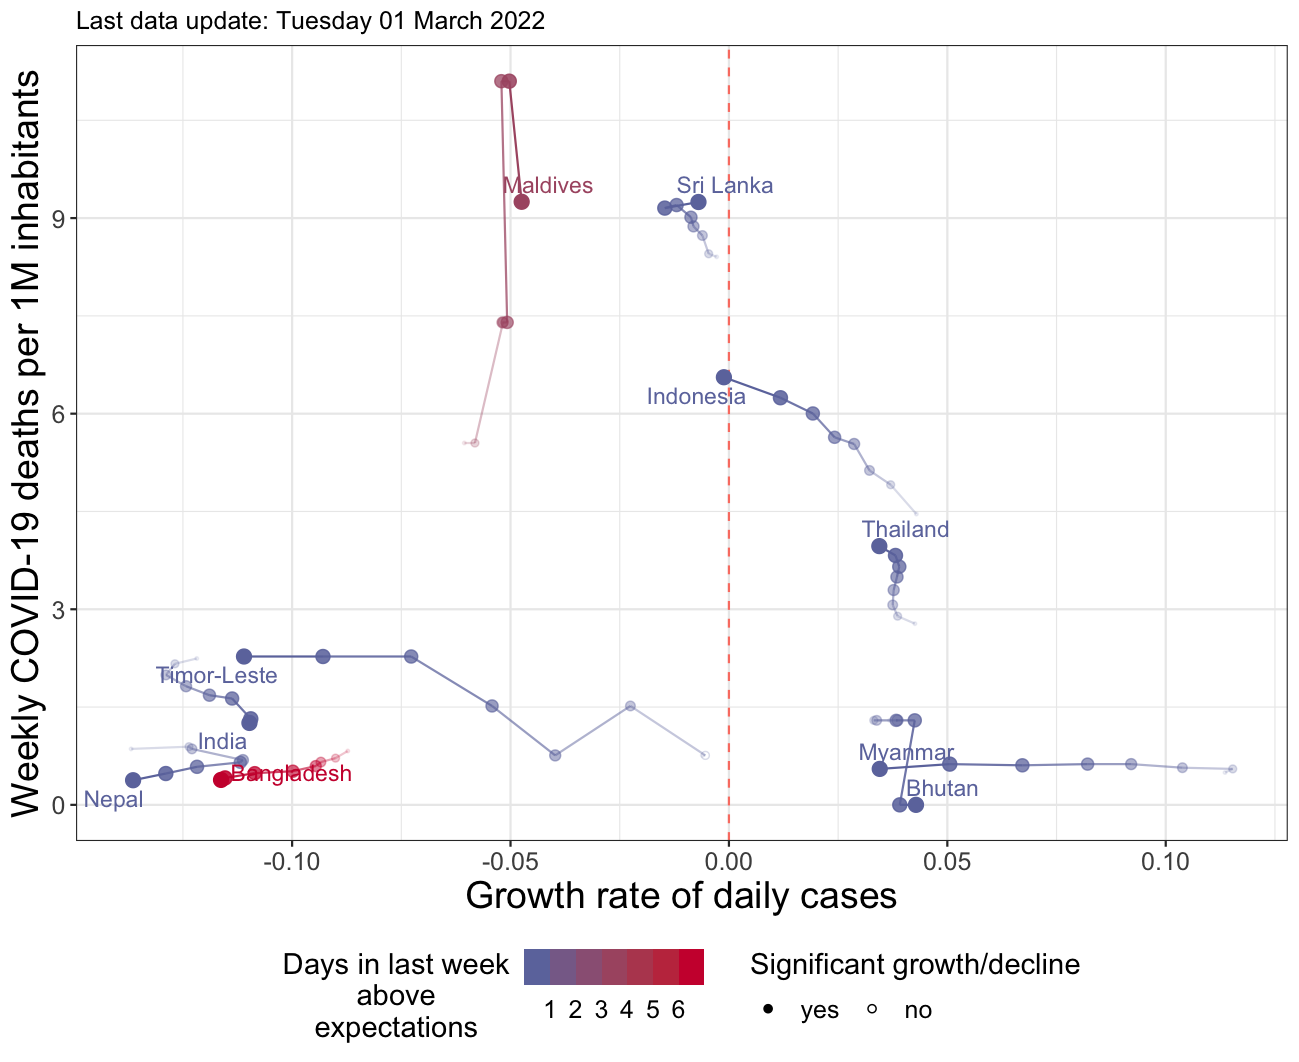 Last data update: Tuesday 01 March 2022
Weekly COVID-19 deaths per 1M inhabitants
9
6
3
0
Maldives
Sri Lanka
Indonesia
Thailand
Timor-Leste
India
Myanmar
Bangladesh
Bhutan
Nepal
-0.10
-0.05
0.00
0.05
0.10
Growth rate of daily cases
Days in last week
above
expectations
1 2 3 4 5 6
Significant growth/decline
yes
no